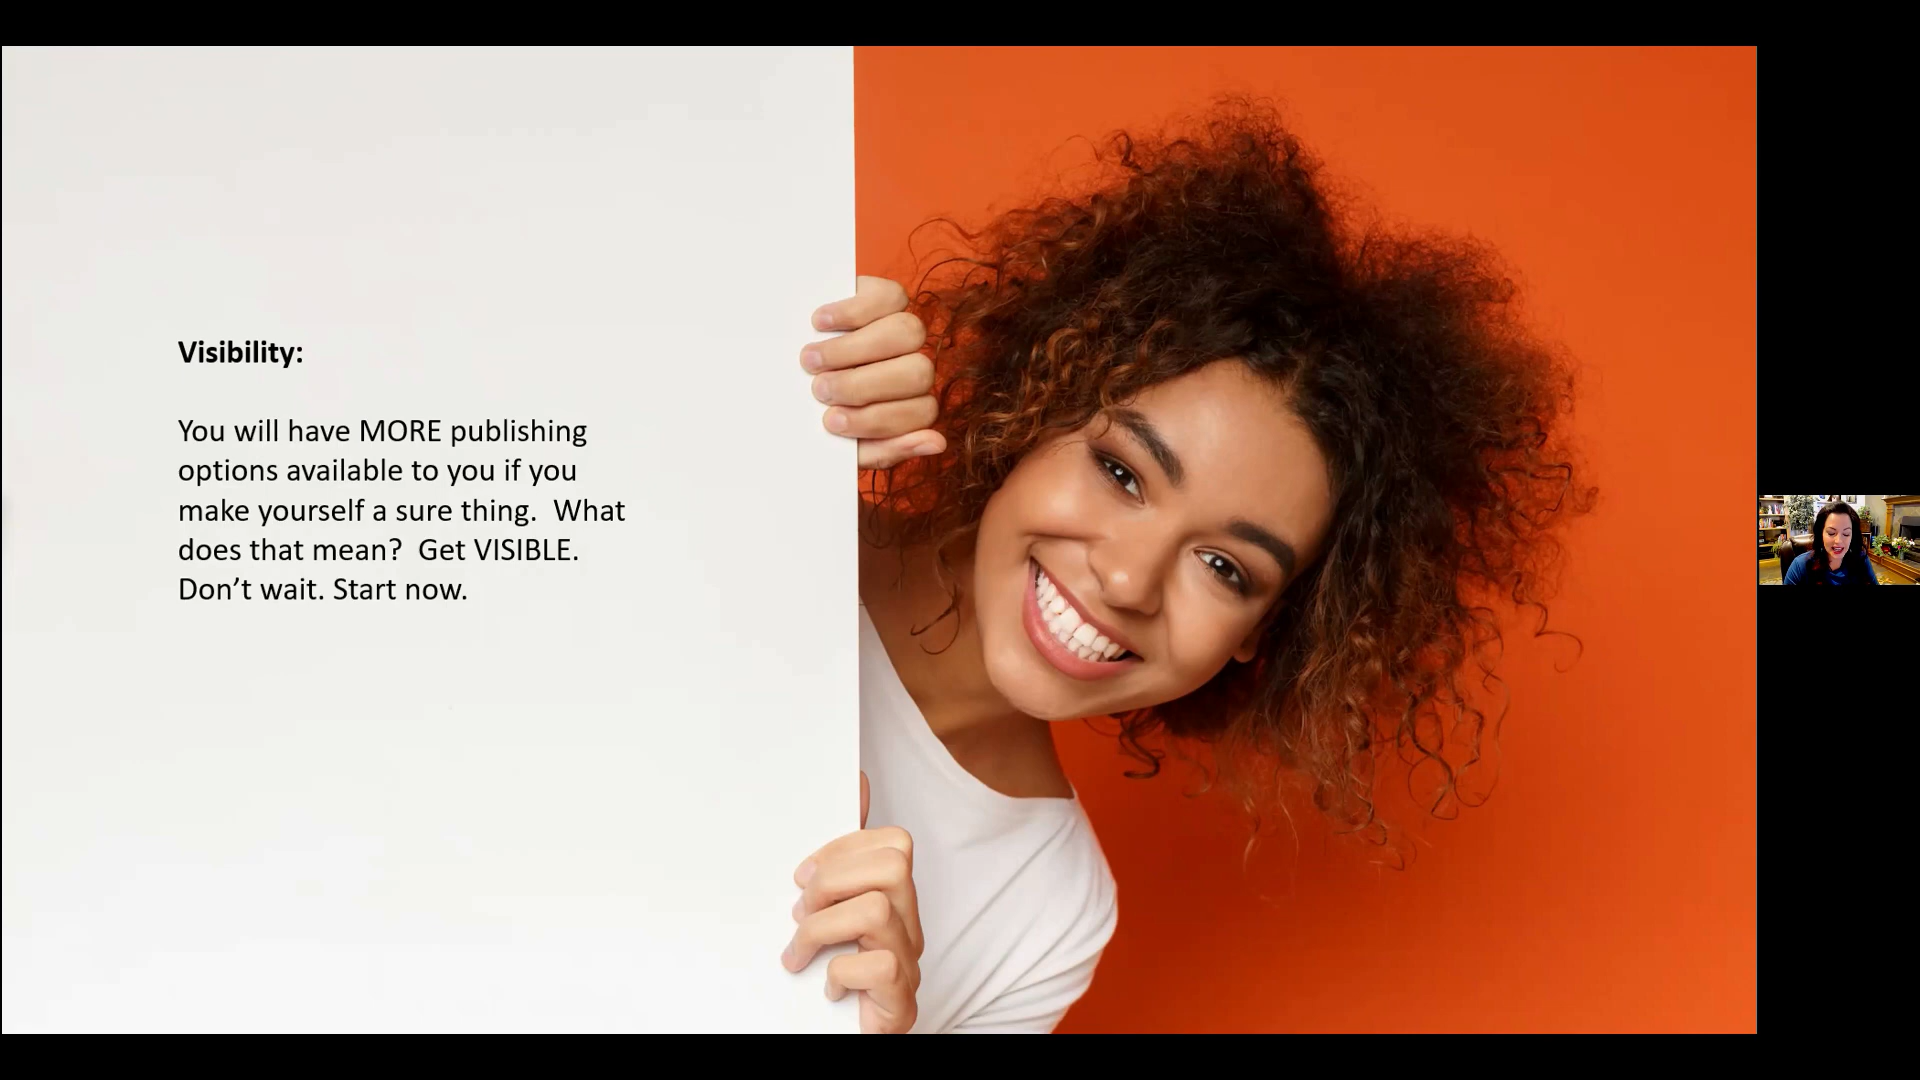 Visibility:
You will have MORE publishing
options available to you if you
make yourself a sure thing.  What
does that mean?  Get VISIBLE.
Don’t wait. Start now.